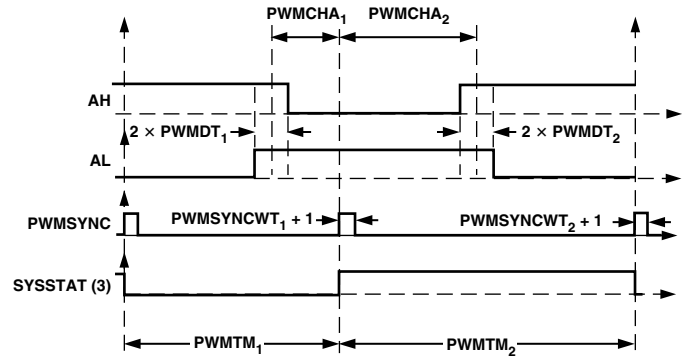 PWMCHA1 PWMCHA2
AH
2 × PWMDT1 2 × PWMDT2
AL
PWMSYNC PWMSYNCWT1 + 1 PWMSYNCWT2 + 1
SYSSTAT (3)
PWMTM1 PWMTM2